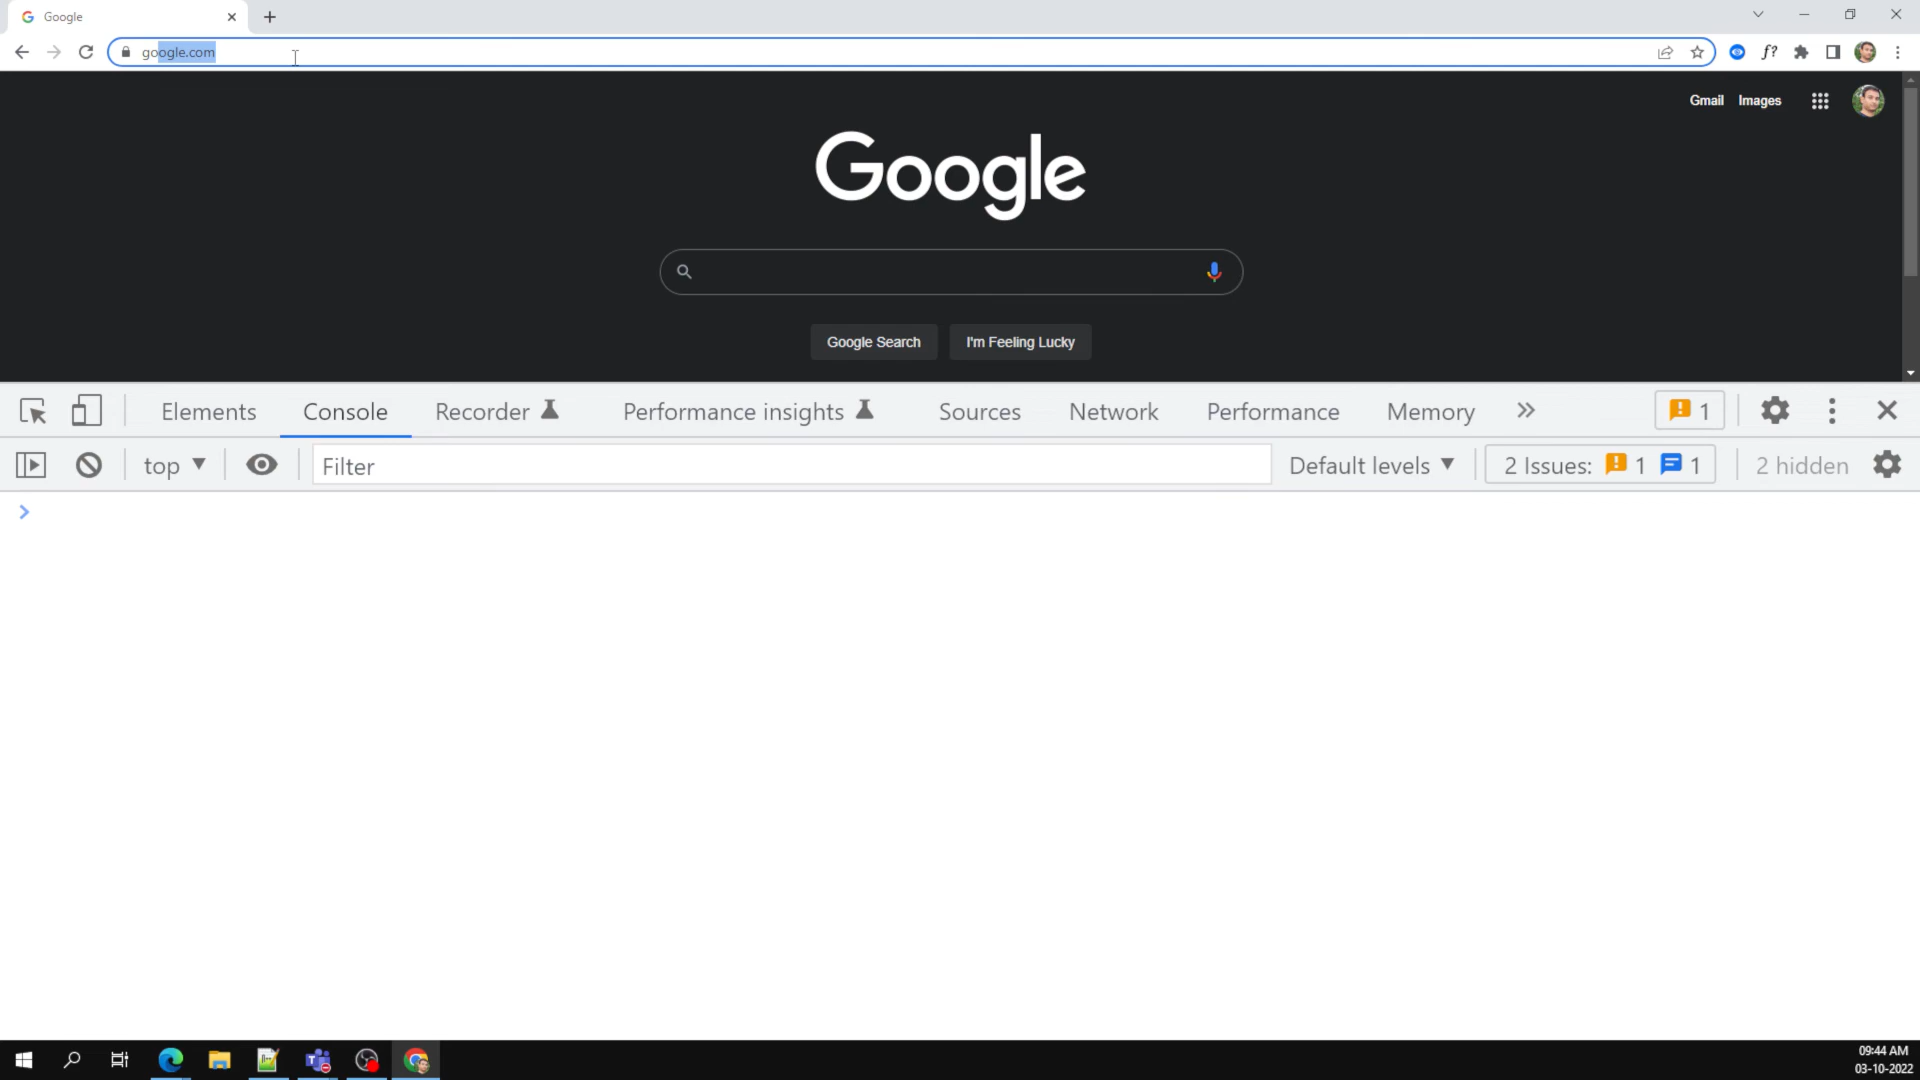 Google
google.com
f?
Gmail Images
Google
Google Search I'm Feeling Lucky
Elements Console Recorder Performance insights Sources Network Performance Memory 1
top Filter Default levels 2 Issues: 1 1 2 hidden
09:44 AM
03-10-2022